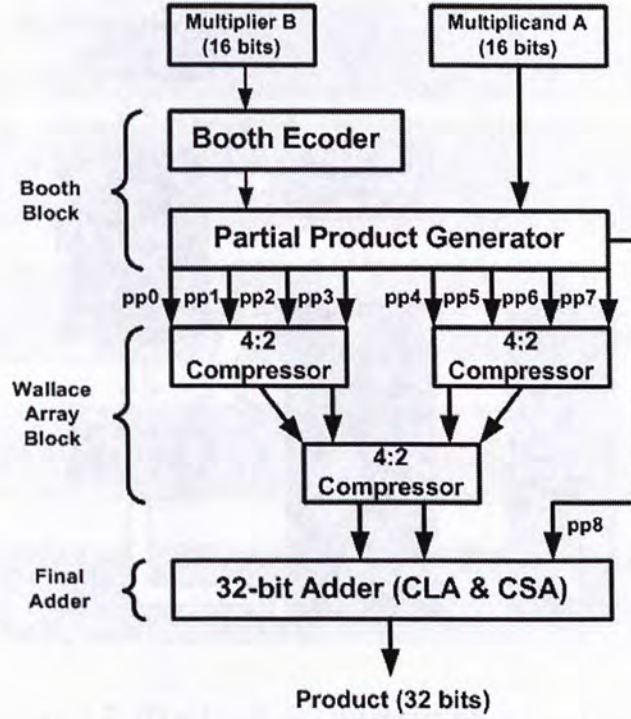 Multiplier B
(16 bits)
Multiplicand A
(16 bits)
Booth Ecoder
Booth
Block
Partial Product Generator
pp0 pp1 pp2 pp3 pp4 pp5 pp6 pp7
4:2
Compressor
4:2
Compressor
Wallace
Array
Block
4:2
Compressor
pp8
Final
Adder
32-bit Adder (CLA & CSA)
Product (32 bits)